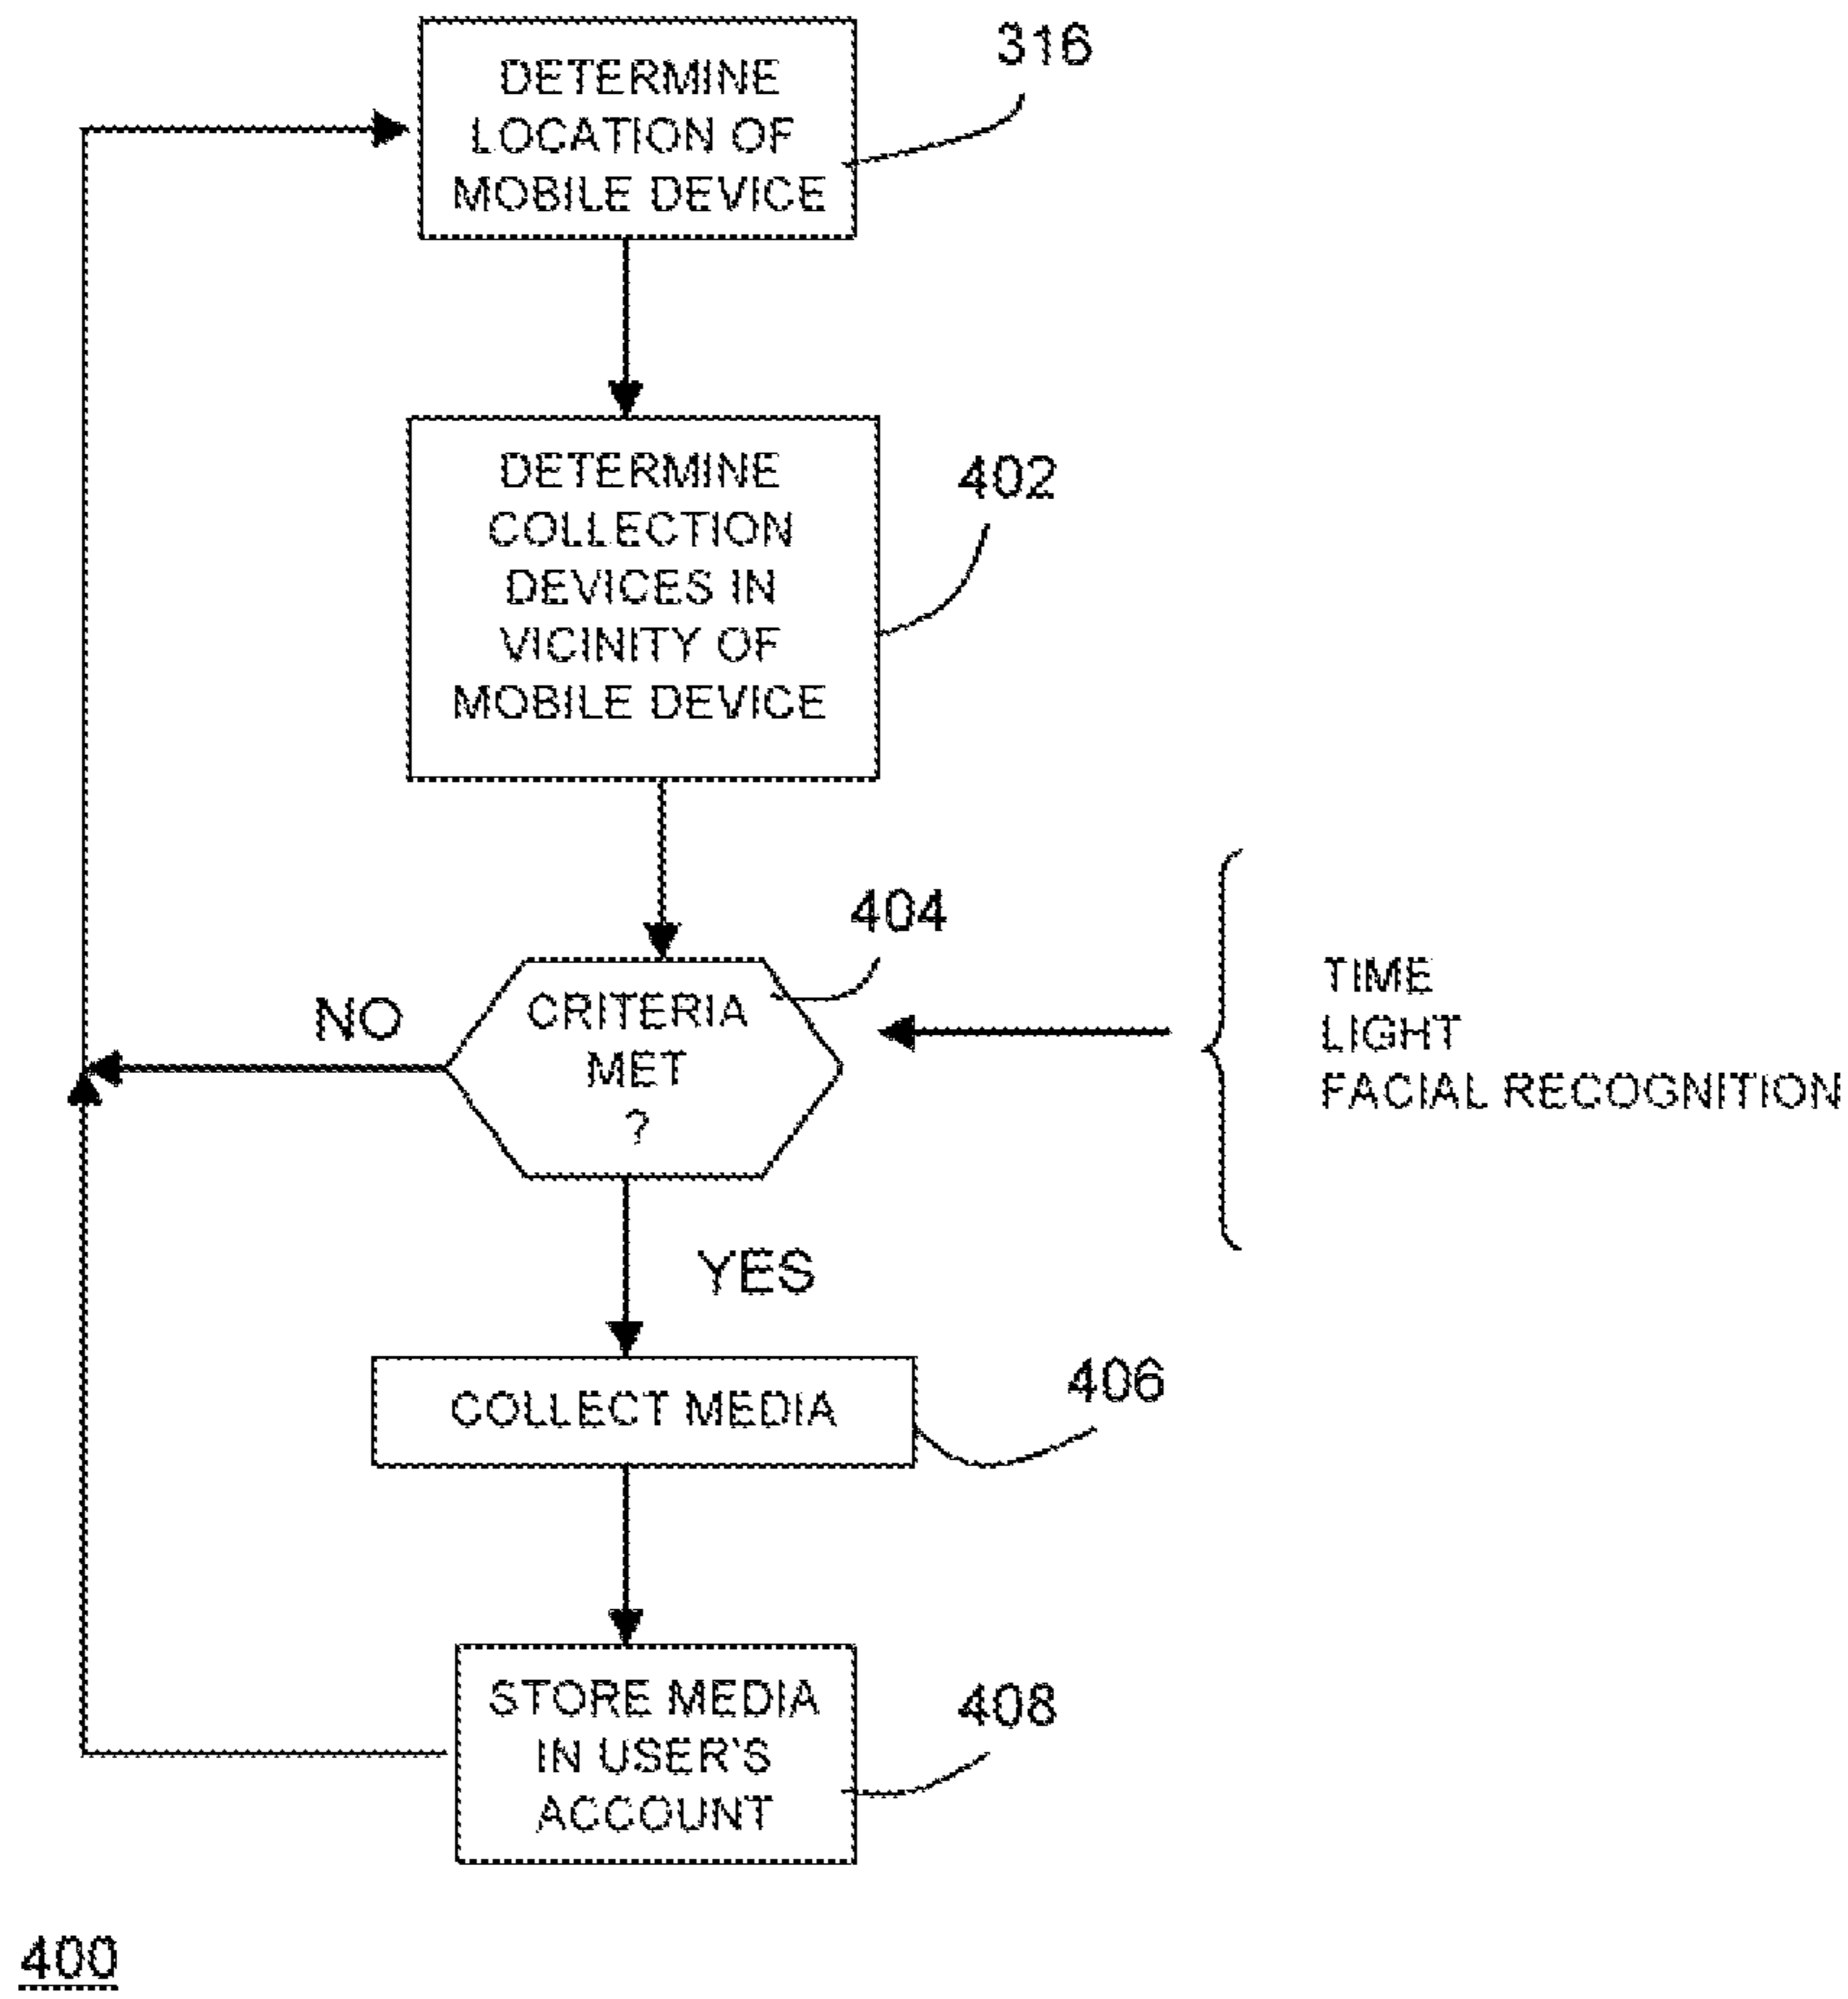 316
DETERMINE
LOCATION OF
MOBILE DEVICE
402
DETERMINE
COLLECTION
DEVICES IN
VICINITY OF
MOBILE DEVICE
404
NO
CRITERIA
MET
?
TIME
LIGHT
FACIAL RECOGNITION
YES
406
COLLECT MEDIA
408
STORE MEDIA
IN USER'S
ACCOUNT
400